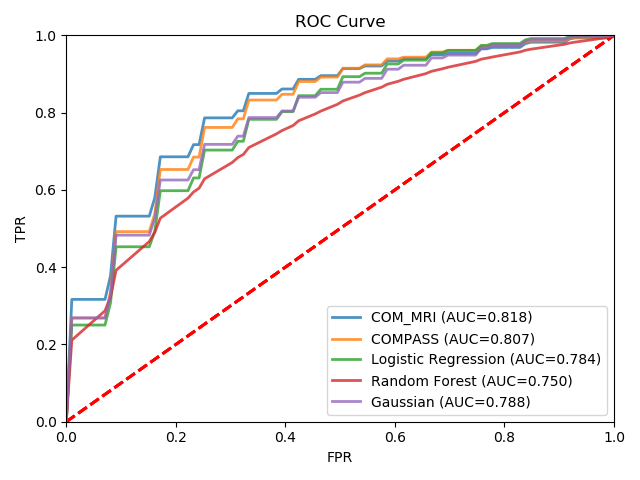 ROC Curve
1.0
0.8
0.6
0.4
0.2
0.0
TPR
COM_MRI (AUC=0.818)
COMPASS (AUC=0.807)
Logistic Regression (AUC=0.784)
Random Forest (AUC=0.750)
Gaussian (AUC=0.788)
0.0 0.2 0.4 0.6 0.8 1.0
FPR